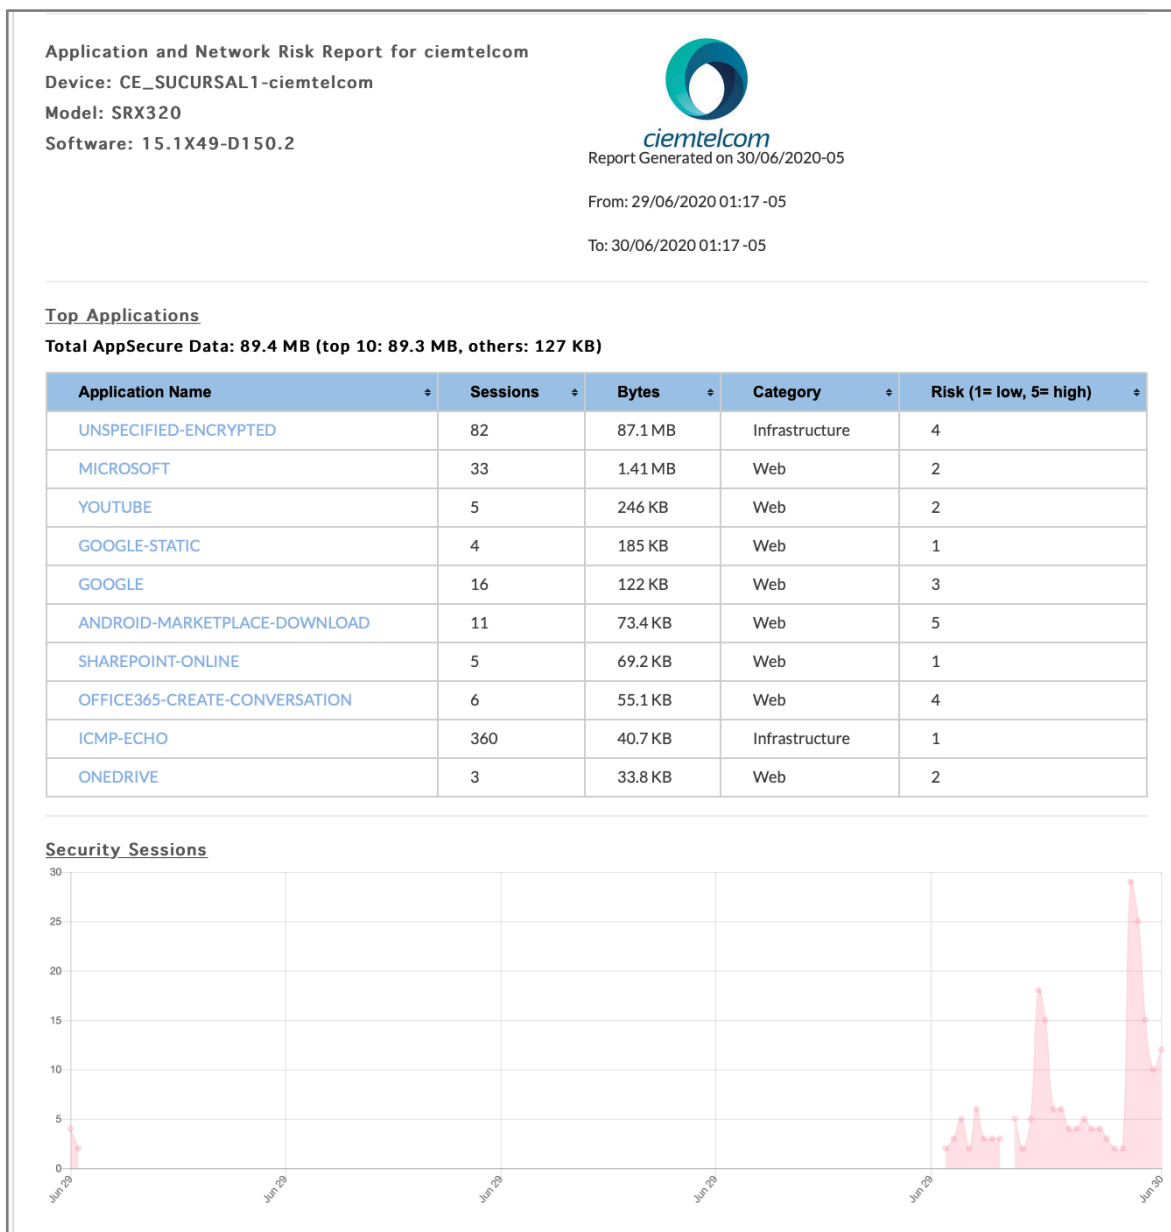 Application and Network Risk Report for ciemtelcom
Device: CE_SUCURSAL1-ciemtelcom
Model: SRX320
Software: 15.1X49-D150.2
ciemtelcom
Report Generated on 30/06/2020-05
From: 29/06/2020 01:17 -05
To: 30/06/2020 01:17 -05
Top Applications
Total AppSecure Data: 89.4 MB (top 10: 89.3 MB, others: 127 KB)
Application Name Sessions Bytes Category Risk (1= low, 5= high)
UNSPECIFIED-ENCRYPTED 82 87.1 MB Infrastructure 4
MICROSOFT 33 1.41 MB Web 2
YOUTUBE 5 246 KB Web 2
GOOGLE-STATIC 4 185 KB Web 1
GOOGLE 16 122 KB Web 3
ANDROID-MARKETPLACE-DOWNLOAD 11 73.4 KB Web 5
SHAREPOINT-ONLINE 5 69.2 KB Web 1
OFFICE365-CREATE-CONVERSATION 6 55.1 KB Web 4
ICMP-ECHO 360 40.7 KB Infrastructure 1
ONEDRIVE 3 33.8 KB Web 2
Security Sessions
30
25
20
15
10
5
0
Jun 29 Jun 29 Jun 29 Jun 29 Jun 29 Jun 30